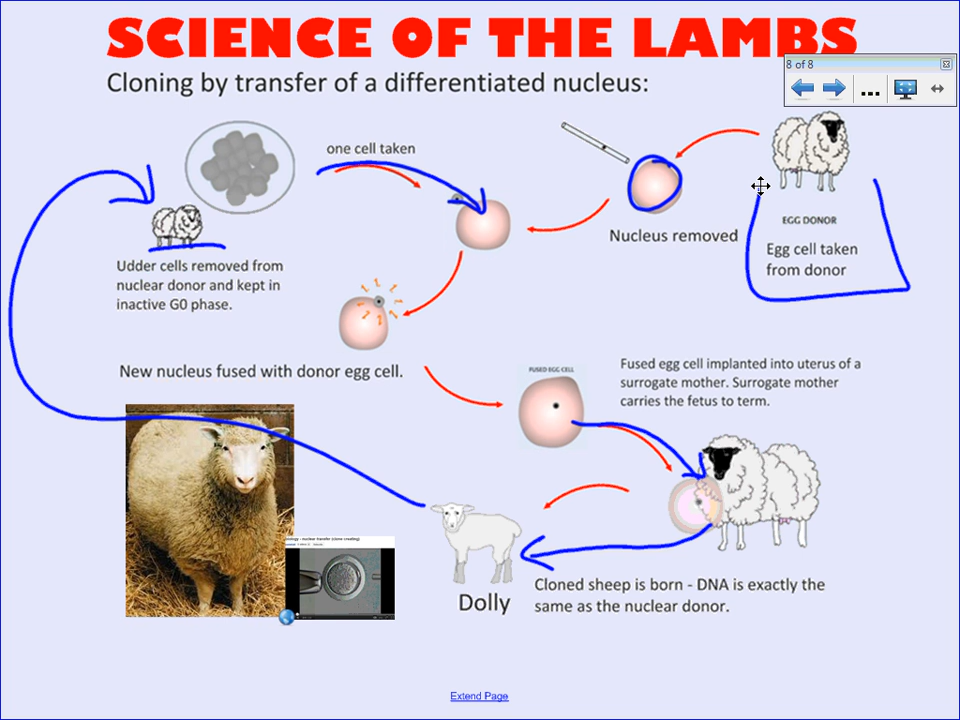 SCIENCE OF THE LAMBS
Cloning by transfer of a differentiated nucleus:
8 of 8
one cell taken
Nucleus removed
EGG DONOR
Egg cell taken
from donor
Udder cells removed from
nuclear donor and kept in
inactive G0 phase.
New nucleus fused with donor egg cell.
FUSED EGG CELL
Fused egg cell implanted into uterus of a
surrogate mother. Surrogate mother
carries the fetus to term.
Dolly
Cloned sheep is born - DNA is exactly the
same as the nuclear donor.
nuclear transfer (clone creating)
Extend Page